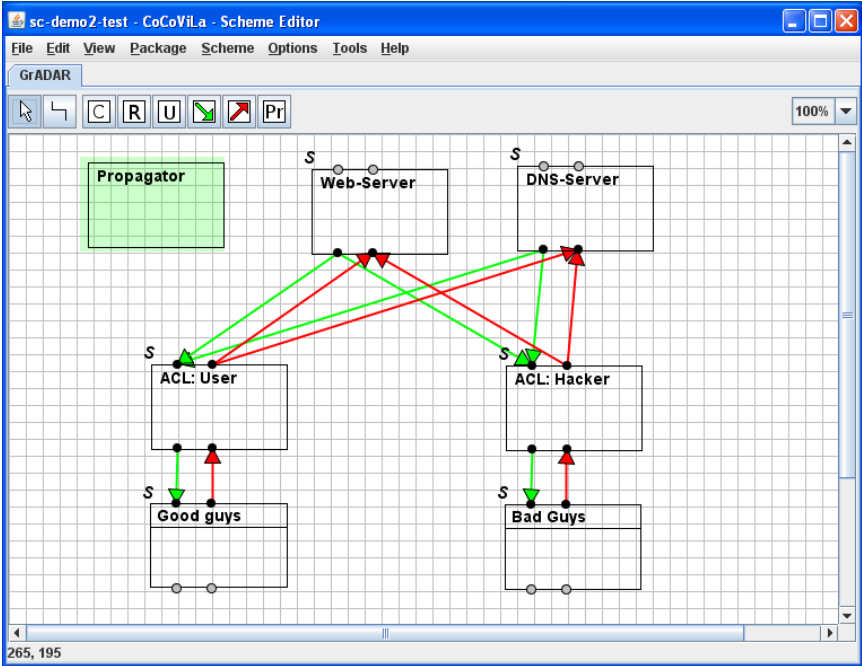 sc-demo2-test - CoCoViLa - Scheme Editor
File Edit View Package Scheme Options Tools Help
GrADAR
C R U Pr 100%
S S
Propagator Web-Server DNS-Server
S S
ACL: User ACL: Hacker
S S
Good guys Bad Guys
265, 195